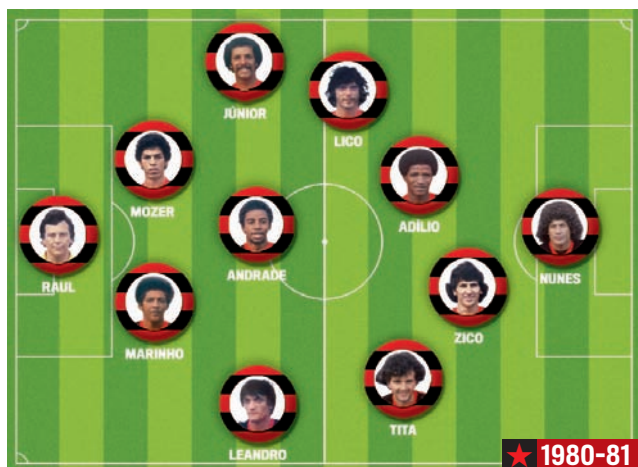 JÚNIOR
LICO
MOZER
ADÍLIO
ANDRADE
NUNES
RAUL
ZICO
MARINHO
TITA
LEANDRO
1980-81